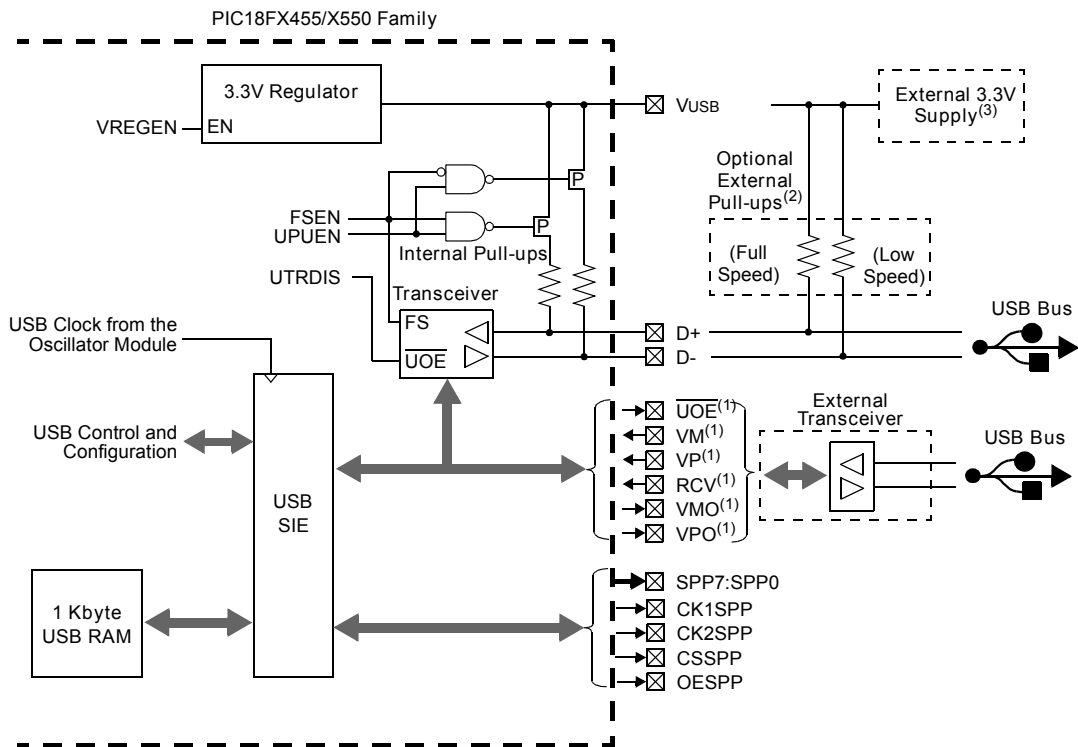 PIC18FX455/X550 Family
3.3V Regulator
EN
VREGEN
VUSB
External 3.3V
Supply(3)
Optional
External
Pull-ups(2)
P
P
FSEN
UPUEN
Internal Pull-ups
(Full
Speed)
(Low
Speed)
UTRDIS
Transceiver
FS
UOE
D+
D-
USB Bus
USB Clock from the
Oscillator Module
USB Control and
Configuration
USB
SIE
UOE(1)
VM(1)
VP(1)
RCV(1)
VMO(1)
VPO(1)
External
Transceiver
USB Bus
1 Kbyte
USB RAM
SPP7:SPP0
CK1SPP
CK2SPP
CSSPP
OESPP